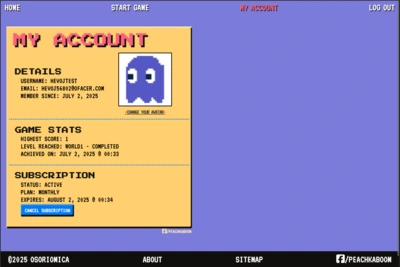 HOME START GAME MY ACCOUNT LOG OUT
MY ACCOUNT
DETAILS
USERNAME: HEVOJTEST
EMAIL: HEVOJ56802@OFACER.COM
MEMBER SINCE: JULY 2, 2025
CHANGE YOUR AVATAR
GAME STATS
HIGHEST SCORE: 1
LEVEL REACHED: WORLD1 - COMPLETED
ACHIEVED ON: JULY 2, 2025 @ 00:33
SUBSCRIPTION
STATUS: ACTIVE
PLAN: MONTHLY
EXPIRES: AUGUST 2, 2025 @ 00:34
CANCEL SUBSCRIPTION
/PEACHKABOOM
©2025 OSORIOMICA ABOUT SITEMAP /PEACHKABOOM